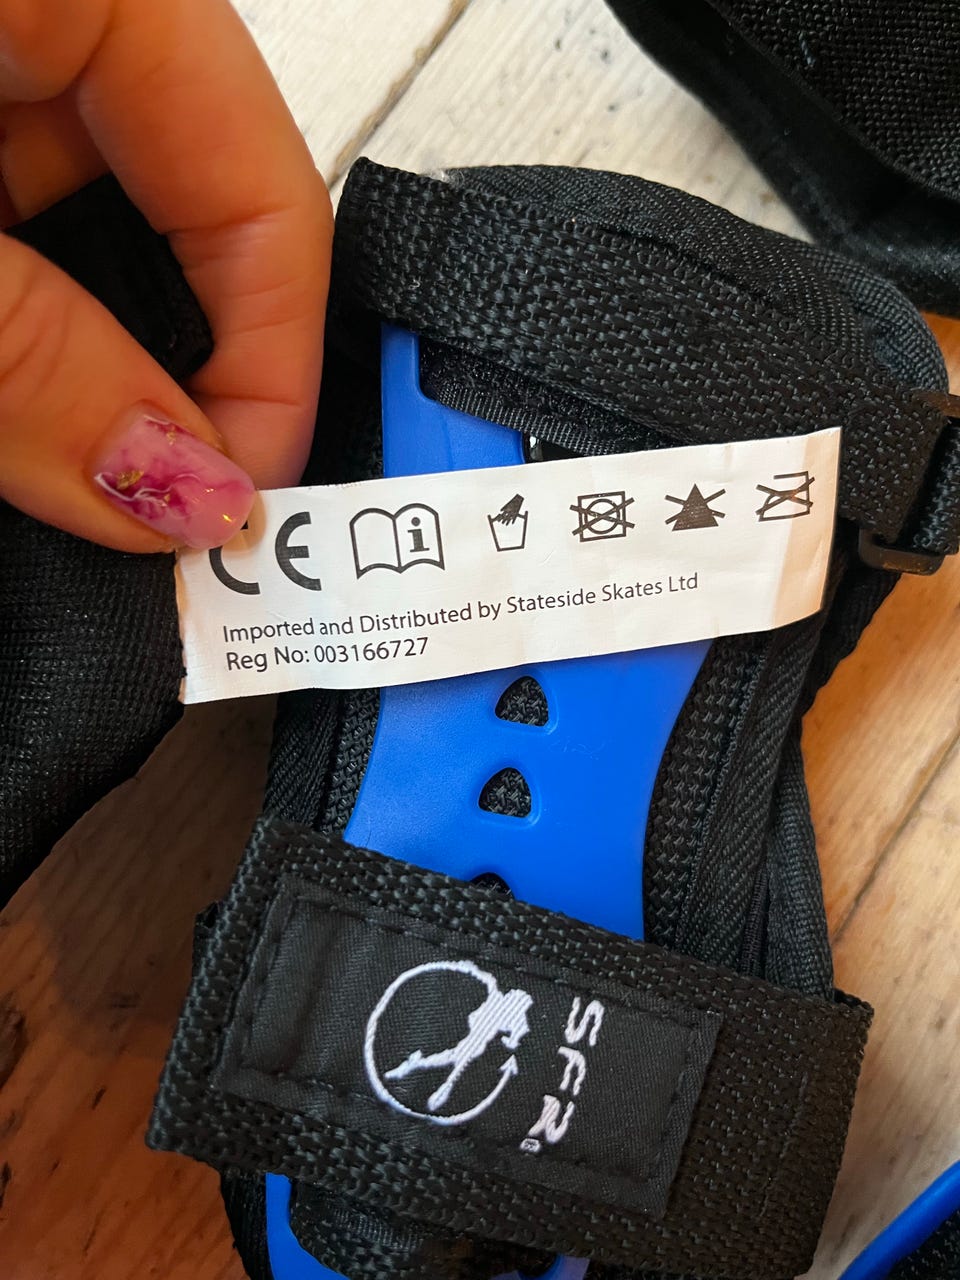 CE
Imported and Distributed by Stateside Skates Ltd
Reg No: 003166727
SFR®